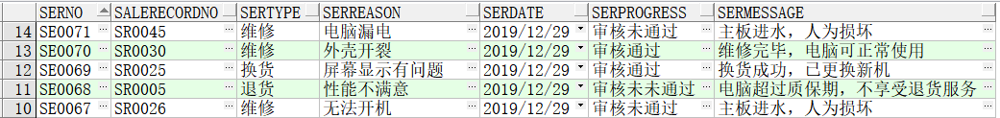 SERNO SALERECORDNO SERTYPE SERREASON SERDATE SERPROGRESS SERMESSAGE
14 SE0071 SR0045 维修 电脑漏电 2019/12/29 审核未通过 主板进水，人为损坏
13 SE0070 SR0030 维修 外壳开裂 2019/12/29 审核通过 维修完毕，电脑可正常使用
12 SE0069 SR0025 换货 屏幕显示有问题 2019/12/29 审核通过 换货成功，已更换新机
11 SE0068 SR0005 退货 性能不满意 2019/12/29 审核未未通过 电脑超过质保期，不享受退货服务
10 SE0067 SR0026 维修 无法开机 2019/12/29 审核未通过 主板进水，人为损坏